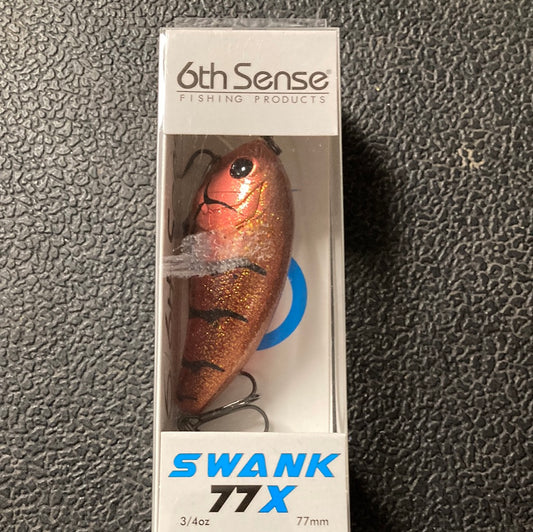 6th Sense®
FISHING PRODUCTS
SWANK
77X
3/4oz 77mm